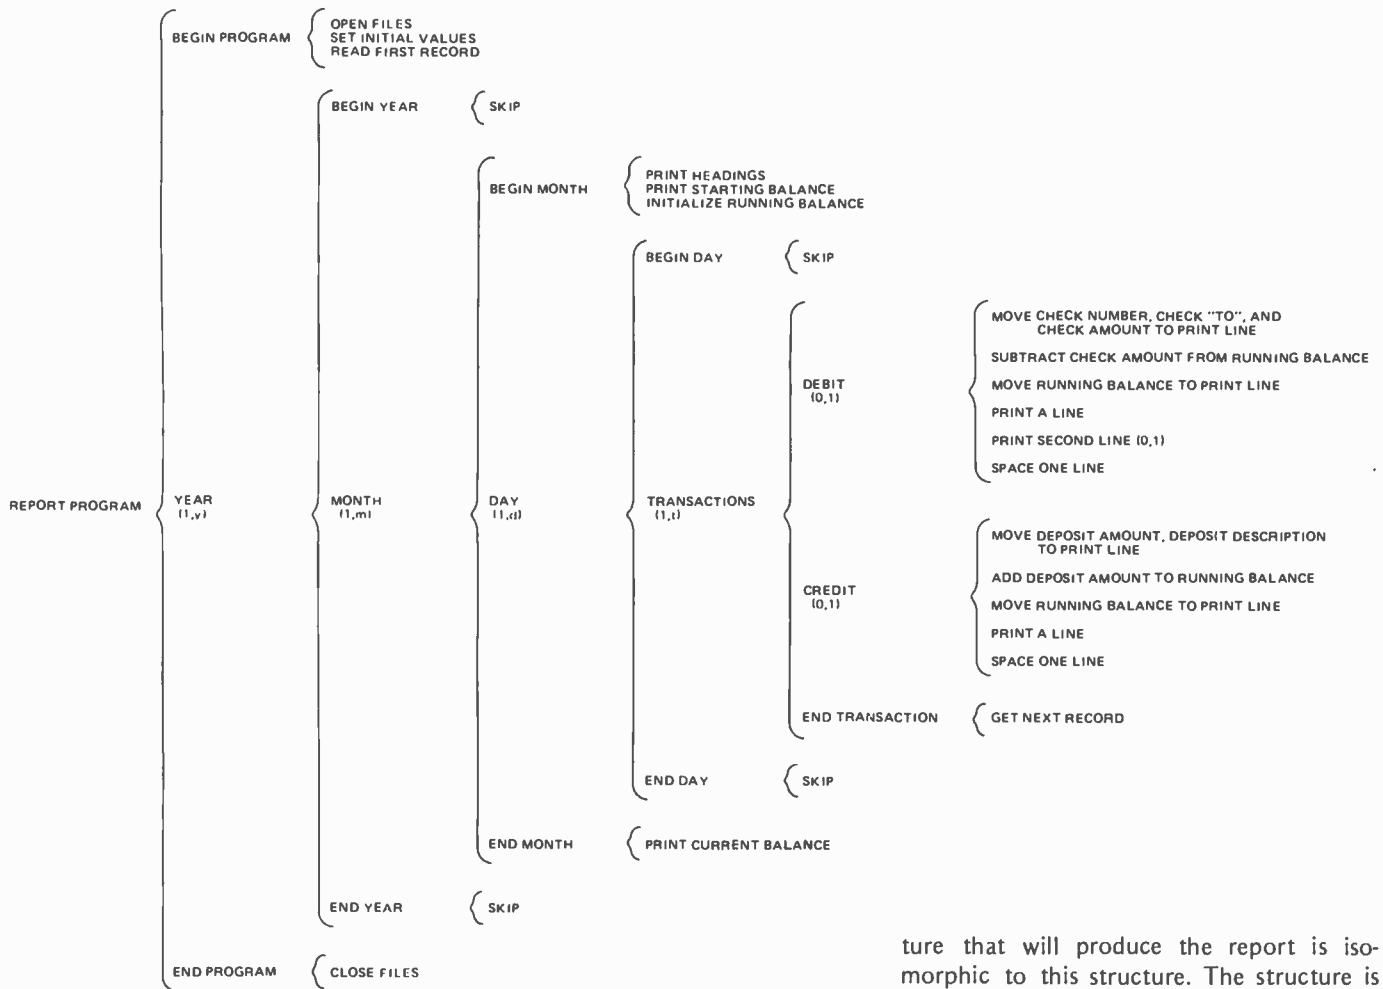 BEGIN PROGRAM
OPEN FILES
SET INITIAL VALUES
READ FIRST RECORD
BEGIN YEAR
SKIP
BEGIN MONTH
PRINT HEADINGS
PRINT STARTING BALANCE
INITIALIZE RUNNING BALANCE
BEGIN DAY
SKIP
MOVE CHECK NUMBER, CHECK "TO", AND
CHECK AMOUNT TO PRINT LINE
SUBTRACT CHECK AMOUNT FROM RUNNING BALANCE
DEBIT
(0,1)
MOVE RUNNING BALANCE TO PRINT LINE
PRINT A LINE
PRINT SECOND LINE (0,1)
SPACE ONE LINE
REPORT PROGRAM
YEAR
(1,y)
MONTH
(1,m)
DAY
(1,d)
TRANSACTIONS
(1,t)
MOVE DEPOSIT AMOUNT, DEPOSIT DESCRIPTION
TO PRINT LINE
ADD DEPOSIT AMOUNT TO RUNNING BALANCE
CREDIT
(0,1)
MOVE RUNNING BALANCE TO PRINT LINE
PRINT A LINE
SPACE ONE LINE
END TRANSACTION
GET NEXT RECORD
END DAY
SKIP
END MONTH
PRINT CURRENT BALANCE
END YEAR
SKIP
END PROGRAM
CLOSE FILES
ture that will produce the report is iso-
morphic to this structure. The structure is